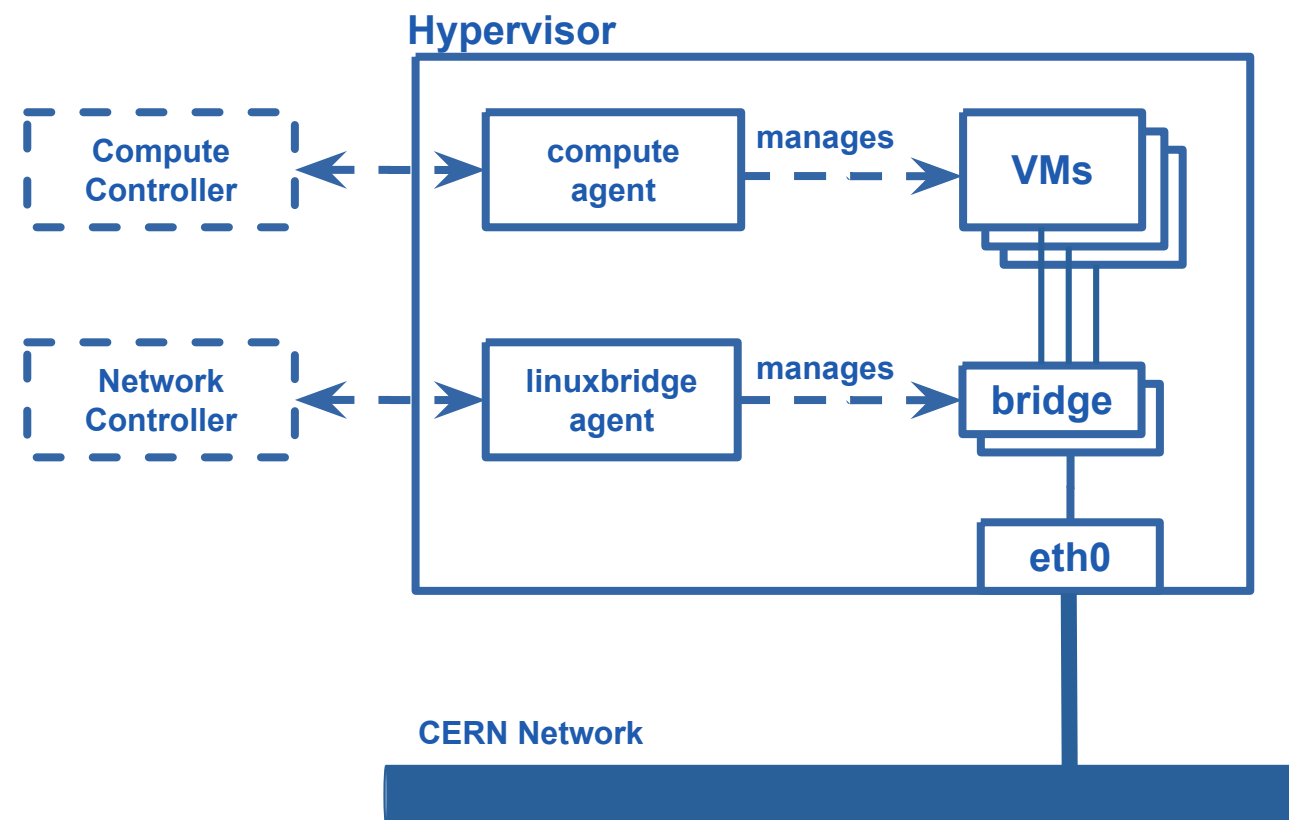 Hypervisor
Compute
Controller
compute
agent
manages
VMs
Network
Controller
linuxbridge
agent
manages
bridge
eth0
CERN Network